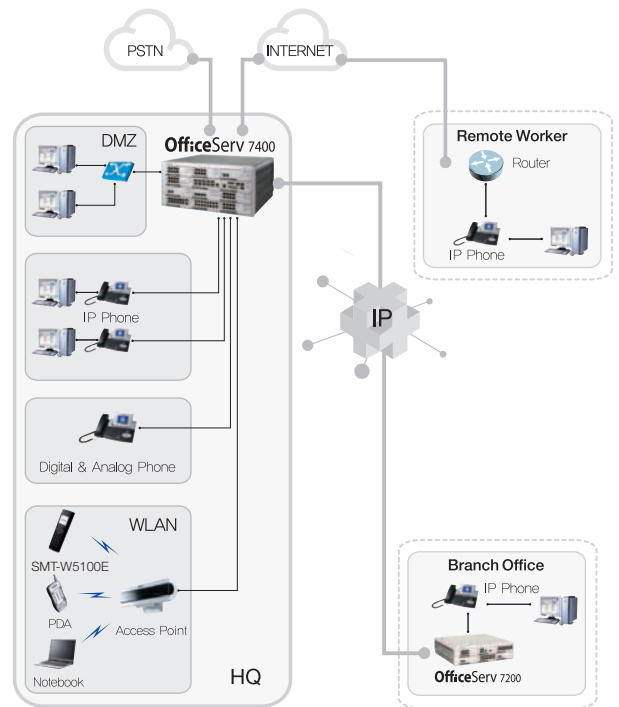 PSTN
INTERNET
DMZ
OfficeServ 7400
Remote Worker
Router
IP Phone
IP Phone
IP
Digital & Analog Phone
WLAN
SMT-W5100E
PDA
Access Point
Notebook
HQ
Branch Office
IP Phone
OfficeServ 7200